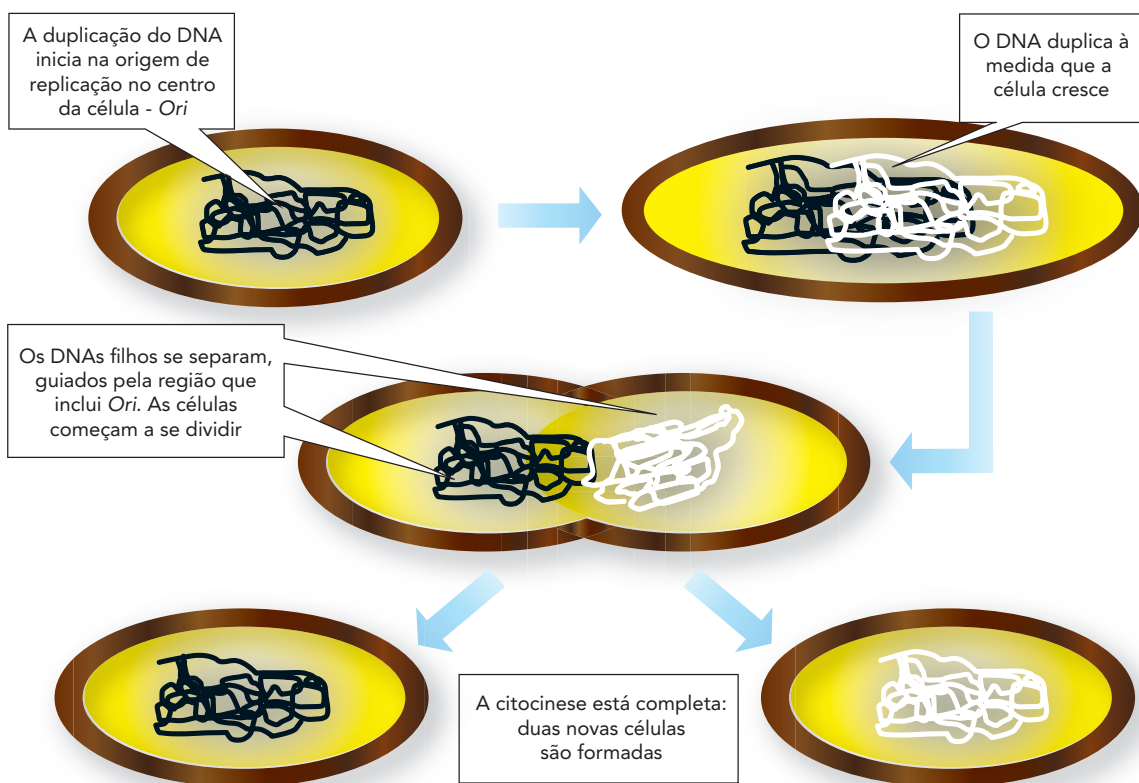 A duplicação do DNA
inicia na origem de
replicação no centro
da célula - Ori
O DNA duplica à
medida que a
célula cresce
Os DNAs filhos se separam,
guiados pela região que
inclui Ori. As células
começam a se dividir
A citocinese está completa:
duas novas células
são formadas